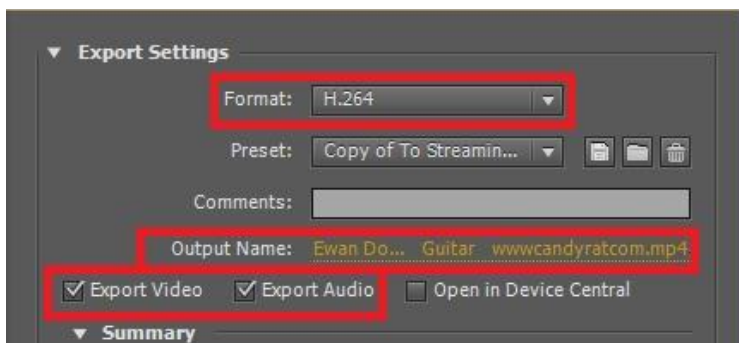 Export Settings
Format: H.264
Preset: Copy of To Streamin...
Comments:
Output Name: Ewan Do... Guitar wwwcandyratcom.mp4
Export Video Export Audio Open in Device Central
Summary